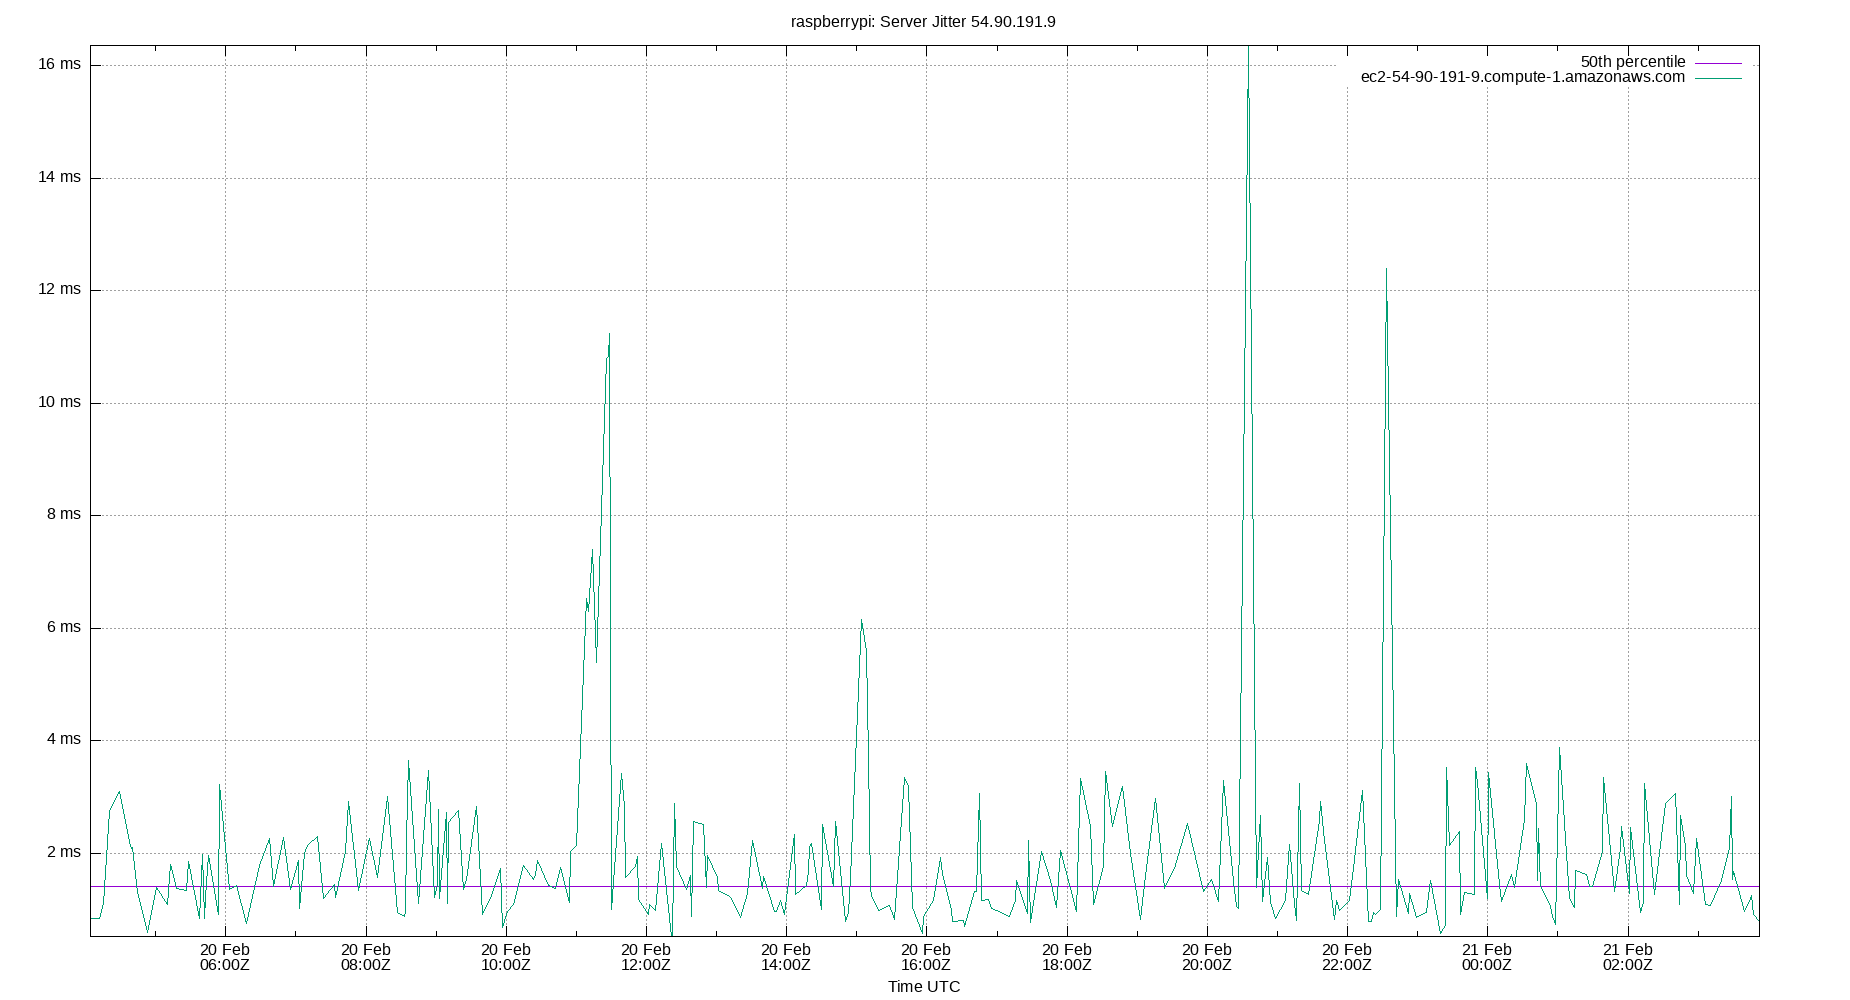 raspberrypi: Server Jitter 54.90.191.9
50th percentile
ec2-54-90-191-9.compute-1.amazonaws.com
16 ms
14 ms
12 ms
10 ms
8 ms
6 ms
4 ms
2 ms
20 Feb 20 Feb 20 Feb 20 Feb 20 Feb 20 Feb 20 Feb 20 Feb 20 Feb 21 Feb 21 Feb
06:00Z 08:00Z 10:00Z 12:00Z 14:00Z 16:00Z 18:00Z 20:00Z 22:00Z 00:00Z 02:00Z
Time UTC